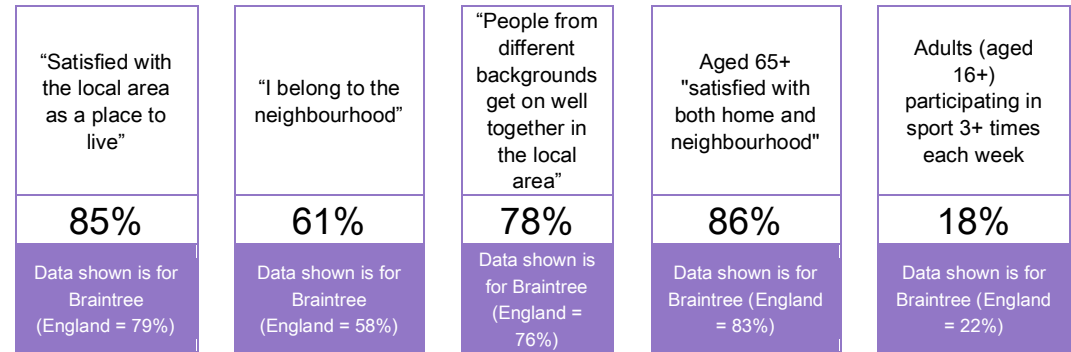 “Satisfied with
the local area
as a place to
live”
85%
Data shown is for
Braintree
(England = 79%)
“I belong to the
neighbourhood”
61%
Data shown is for
Braintree
(England = 58%)
“People from
different
backgrounds
get on well
together in
the local
area”
78%
Data shown is
for Braintree
(England =
76%)
Aged 65+
"satisfied with
both home and
neighbourhood"
86%
Data shown is for
Braintree (England
= 83%)
Adults (aged
16+)
participating in
sport 3+ times
each week
18%
Data shown is for
Braintree (England
= 22%)